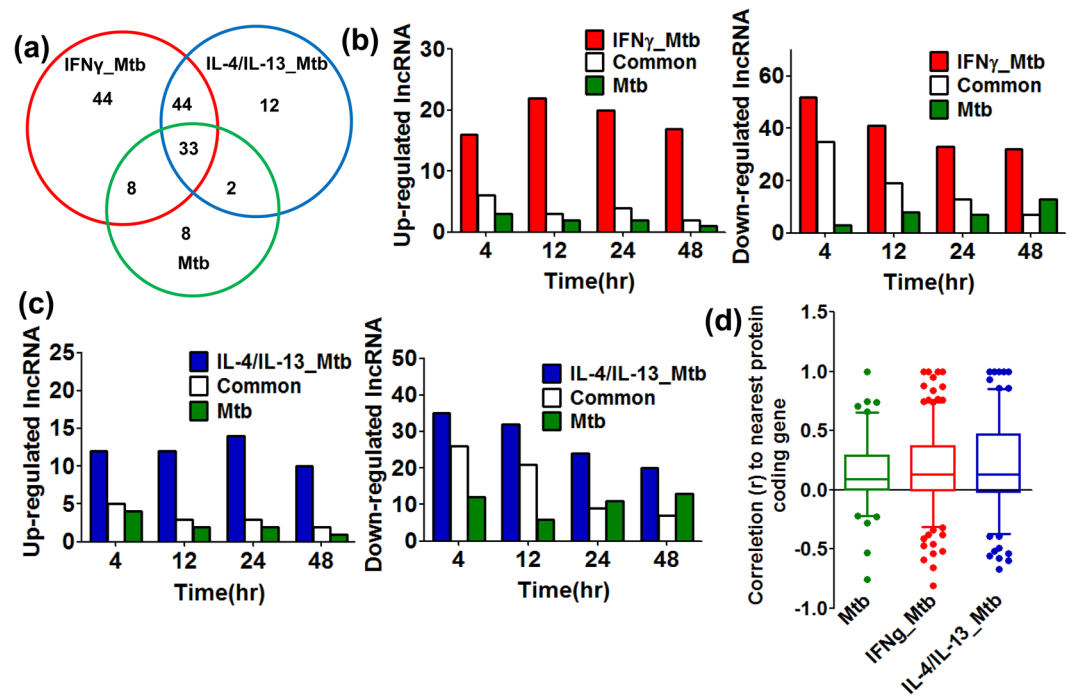 (a)
IFNγ_Mtb
IL-4/IL-13_Mtb
44
44
12
33
8
2
8
Mtb
(b)
Up-regulated lncRNA
30
20
10
0
IFNγ_Mtb
Common
Mtb
4 12 24 48
Time(hr)
Down-regulated lncRNA
60
40
20
0
IFNγ_Mtb
Common
Mtb
4 12 24 48
Time(hr)
(c)
Up-regulated lncRNA
25
20
15
10
5
0
IL-4/IL-13_Mtb
Common
Mtb
4 12 24 48
Time(hr)
Down-regulated lncRNA
50
40
30
20
10
0
IL-4/IL-13_Mtb
Common
Mtb
4 12 24 48
Time(hr)
(d)
Correletion (r) to nearest protein
coding gene
1.5
1.0
0.5
0.0
-0.5
-1.0
Mtb
IFNg_Mtb
IL-4/IL-13_Mtb